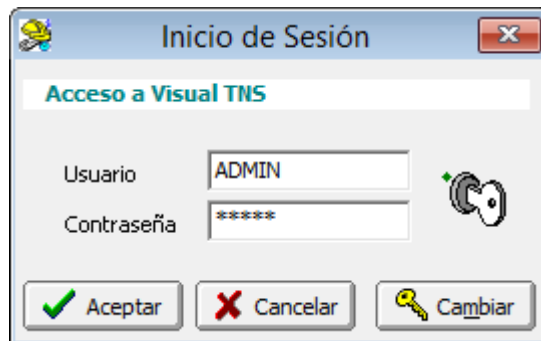 Inicio de Sesión
Acceso a Visual TNS
Usuario ADMIN
Contraseña *****
Aceptar Cancelar Cambiar